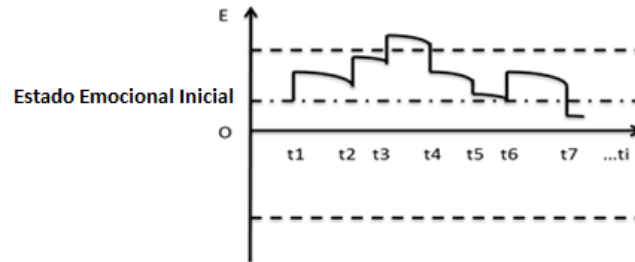 E
Estado Emocional Inicial
O
t1 t2 t3 t4 t5 t6 t7 ...ti